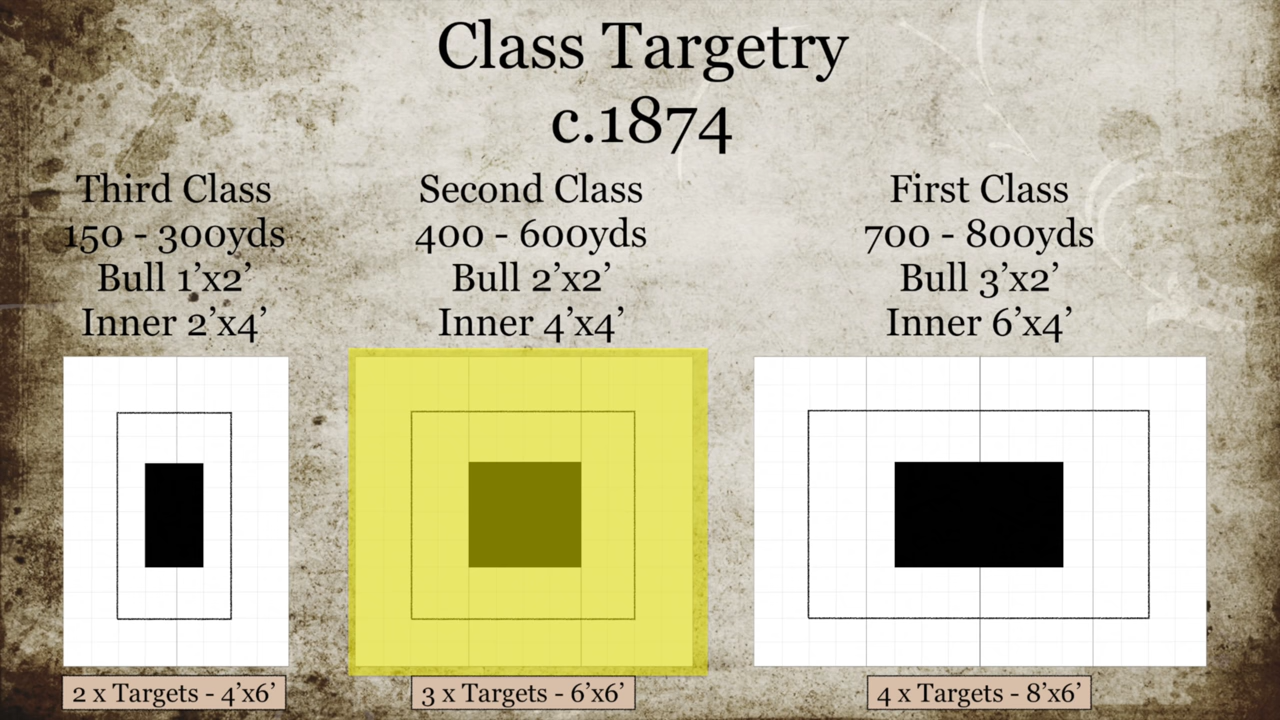 Class Targetry
c.1874
Third Class
150 - 300yds
Bull 1’x2’
Inner 2’x4’
Second Class
400 - 600yds
Bull 2’x2’
Inner 4’x4’
First Class
700 - 800yds
Bull 3’x2’
Inner 6’x4’
2 x Targets - 4’x6’
3 x Targets - 6’x6’
4 x Targets - 8’x6’